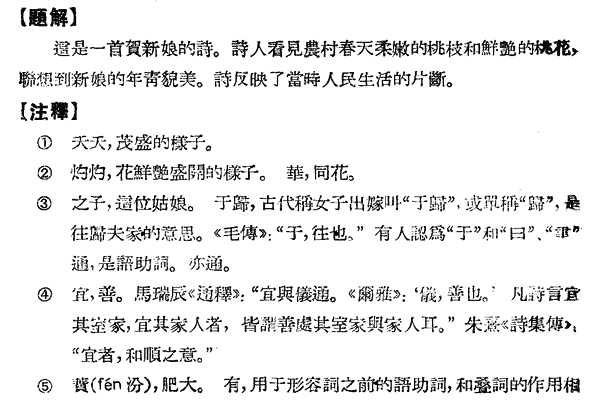 【題解】
這是一首賀新娘的詩。詩人看見農村春天柔嫩的桃枝和鮮艷的桃花，
聯想到新娘的年青貌美。詩反映了當時人民生活的片斷。
【注釋】
① 夭夭，茂盛的樣子。
② 灼灼，花鮮艷盛開的樣子。 華，同花。
③ 之子，這位姑娘。 于歸，古代稱女子出嫁叫“于歸”，或單稱“歸”，是
往歸夫家的意思。《毛傳》：“于，往也。” 有人認爲“于”和“曰”、“聿”
通，是語助詞。亦通。
④ 宜，善。馬瑞辰《通釋》：“宜與儀通。《爾雅》：‘儀，善也。’ 凡詩言宜
其室家，宜其家人者， 皆謂善處其室家與家人耳。” 朱熹《詩集傳》：
“宜者，和順之意。”
⑤ 蕡(fén 汾)，肥大。 有，用于形容詞之前的語助詞，和叠詞的作用相